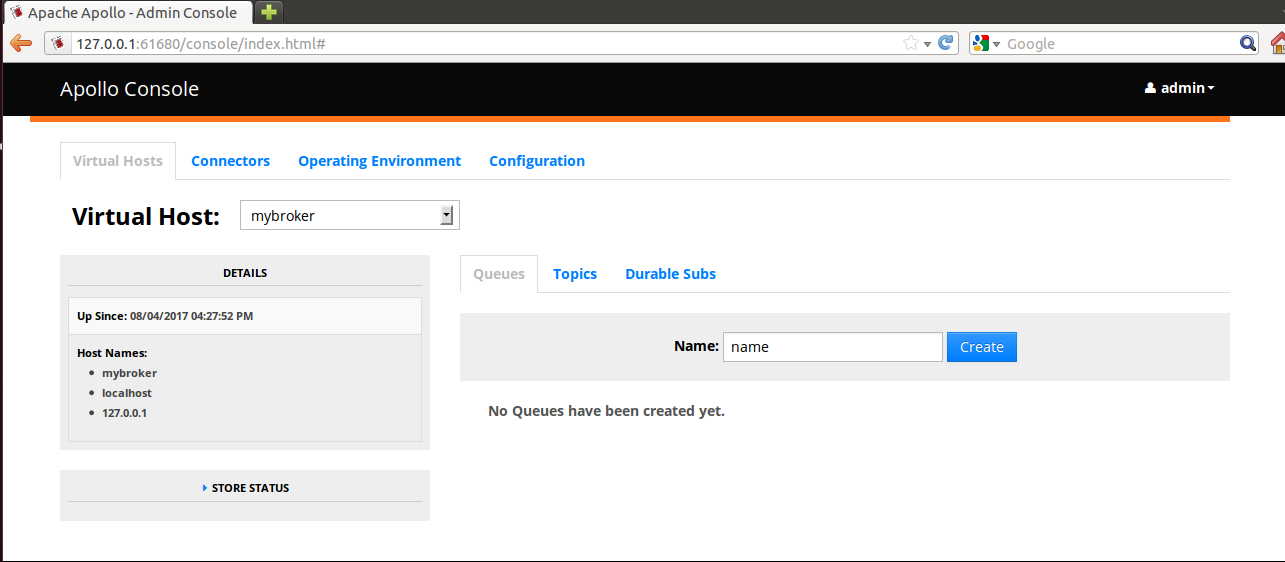 Apache Apollo - Admin Console
127.0.0.1:61680/console/index.html#
Google
Apollo Console
admin
Virtual Hosts
Connectors
Operating Environment
Configuration
Virtual Host:
mybroker
DETAILS
Up Since: 08/04/2017 04:27:52 PM
Host Names:
mybroker
localhost
127.0.0.1
STORE STATUS
Queues
Topics
Durable Subs
Name:
name
Create
No Queues have been created yet.